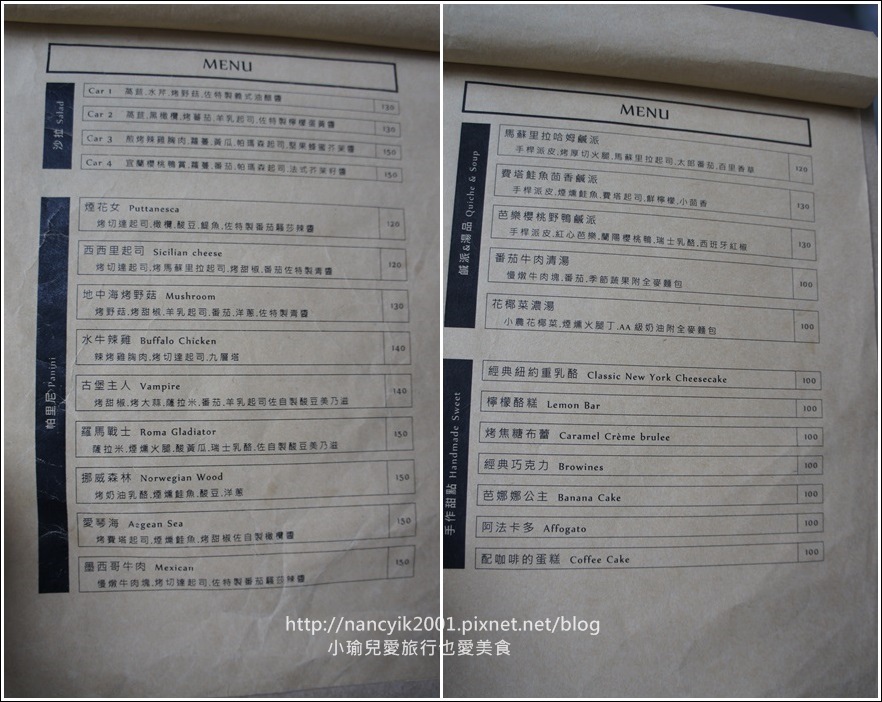 MENU
沙拉 Salad
Car 1 蒸蔬,水芹,烤野菇,佐特製義式油醋醬 130
Car 2 蒸蔬,黑橄欖,烤蕃茄,羊乳起司,佐特製檸檬蛋黃醬 130
Car 3 煎烤辣雞胸肉,蘿蔓,黃瓜,帕瑪森起司,堅果蜂蜜芥茉醬 150
Car 4 宜蘭櫻桃鴨賞,蘿蔓,番茄,帕瑪森起司,法式芥茉籽醬 150
帕里尼 Panini
煙花女 Puttanesca 120
烤切達起司,橄欖,酸豆,鯷魚,佐特製番茄
西西里起司 Sicilian cheese 120
烤切達起司,烤馬蘇里拉起司,烤甜椒,番茄佐特製青醬
地中海烤野菇 Mushroom 130
烤野菇,烤甜椒,羊乳起司,番茄,洋蔥,佐特製青醬
水牛辣雞 Buffalo Chicken 140
辣烤雞胸肉,烤切達起司,九層塔
古堡主人 Vampire 140
烤甜椒,烤大蒜,薩拉米,番茄,羊乳起司佐自製酸豆美乃滋
羅馬戰士 Roma Gladiator 150
薩拉米,煙燻火腿,酸黃瓜,瑞士乳酪,佐自製酸豆美乃滋
挪威森林 Norwegian Wood 150
烤奶油乳酪,煙燻鮭魚,酸豆,洋蔥
愛琴海 Aegean Sea 150
烤費塔起司,煙燻鮭魚,烤甜椒佐自製橄欖醬
墨西哥牛肉 Mexican 150
慢燉牛肉塊,烤切達起司,佐特製番茄
MENU
鹹派&湯品 Quiche & Soup
馬蘇里拉哈姆鹹派 120
手桿派皮,烤厚切火腿,馬蘇里拉起司,太郎番茄,百里香草
費塔鮭魚茴香鹹派 130
手桿派皮,煙燻鮭魚,費塔起司,鮮檸檬,小茴香
芭樂櫻桃野鴨鹹派 130
手桿派皮,紅心芭樂,蘭陽櫻桃鴨,瑞士乳酪,西班牙紅椒
番茄牛肉清湯 100
慢燉牛肉塊,番茄,季節蔬果附全麥麵包
花椰菜濃湯 100
小農花椰菜,煙燻火腿丁.AA級奶油附全麥麵包
手作甜點 Handmade Sweet
經典紐約重乳酪 Classic New York Cheesecake 100
檸檬酪糕 Lemon Bar 100
烤焦糖布蕾 Caramel Crème brulee 100
經典巧克力 Browines 100
芭娜娜公主 Banana Cake 100
阿法卡多 Affogato 100
配咖啡的蛋糕 Coffee Cake 100
http://nancyik2001.pixnet.net/blog
小瑜兒愛旅行也愛美食